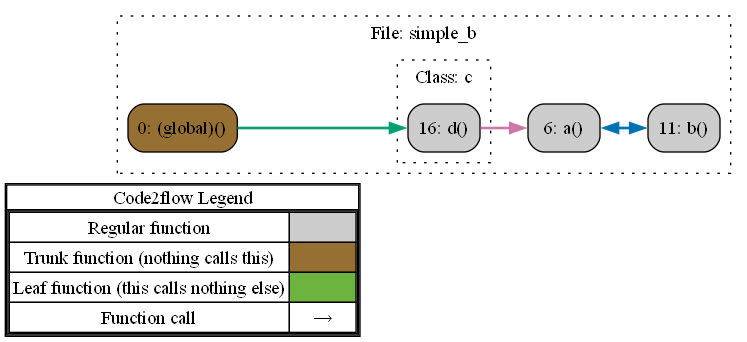 File: simple_b
Class: c
0: (global)()
16: d()
6: a()
11: b()
Code2flow Legend
Regular function
Trunk function (nothing calls this)
Leaf function (this calls nothing else)
Function call →